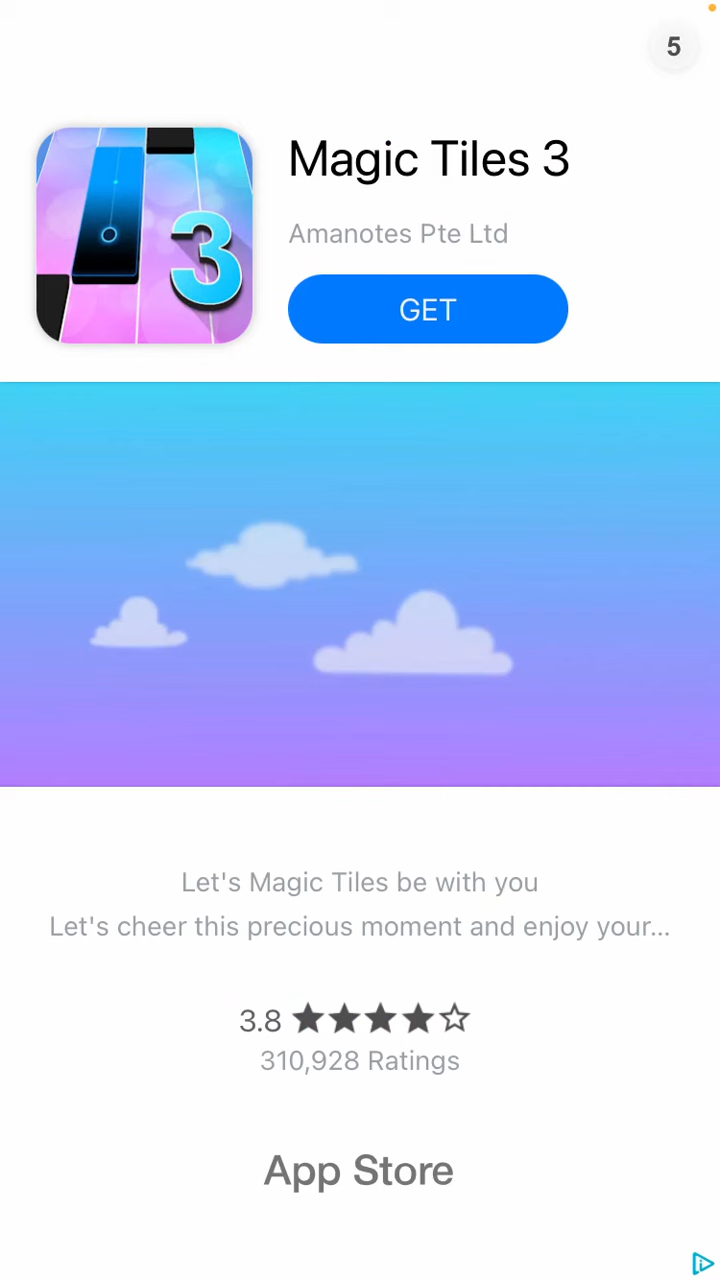 5
Magic Tiles 3
Amanotes Pte Ltd
3
GET
Let's Magic Tiles be with you
Let's cheer this precious moment and enjoy your...
3.8
310,928 Ratings
App Store